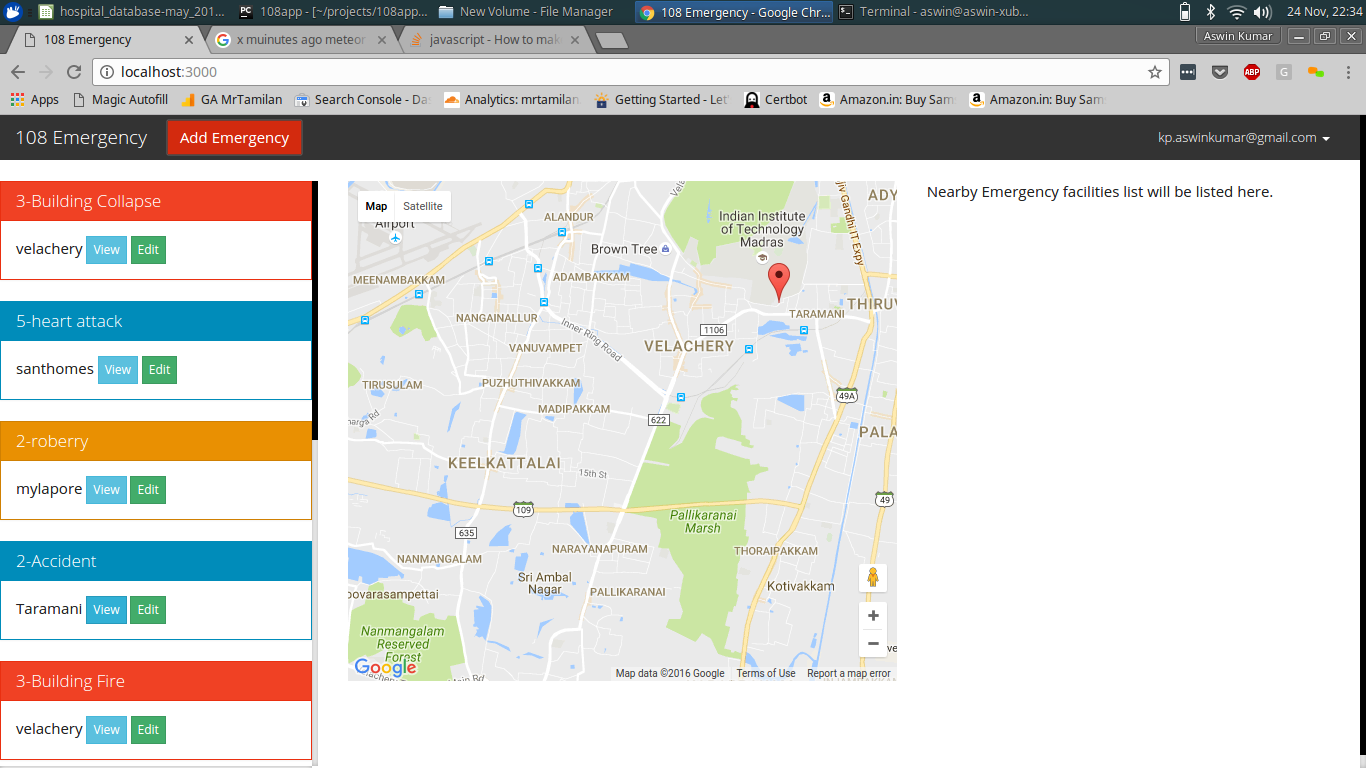 hospital_database-may_201...
108app - [~/projects/108app...
New Volume - File Manager
108 Emergency - Google Chr...
Terminal - aswin@aswin-xub...
24 Nov, 22:34
108 Emergency
x muinutes ago meteor
javascript - How to mak
Aswin Kumar
localhost:3000
ABP
G
Apps
Magic Autofill
GA MrTamilan
Search Console - Da
Analytics: mrtamilan
Getting Started - Let'
Certbot
Amazon.in: Buy Sam
Amazon.in: Buy Sam
108 Emergency
Add Emergency
kp.aswinkumar@gmail.com
3-Building Collapse
velachery View Edit
5-heart attack
santhomes View Edit
2-roberry
mylapore View Edit
2-Accident
Taramani View Edit
3-Building Fire
velachery View Edit
Map Satellite
Airport
ALANDUR
Brown Tree
Indian Institute
of Technology
Madras
ADY
jiv Gandhi IT Expy
MEENAMBAKKAM
ADAMBAKKAM
NANGAINALLUR
Inner Ring Road
1106
TARAMANI
THIRUV
VANUVAMPET
VELACHERY
TIRUSULAM
PUZHUTHIVAKKAM
49A
MADIPAKKAM
622
PALA
KEELKATTALAI
15th St
109
49
Pallikaranai
Marsh
635
NANMANGALAM
NARAYANAPURAM
THORAIPAKKAM
Sri Ambal
Nagar
Kotivakkam
oovarasampettai
PALLIKARANAI
Nanmangalam
Reserved
Forest
Google
Map data ©2016 Google
Terms of Use
Report a map error
Nearby Emergency facilities list will be listed here.